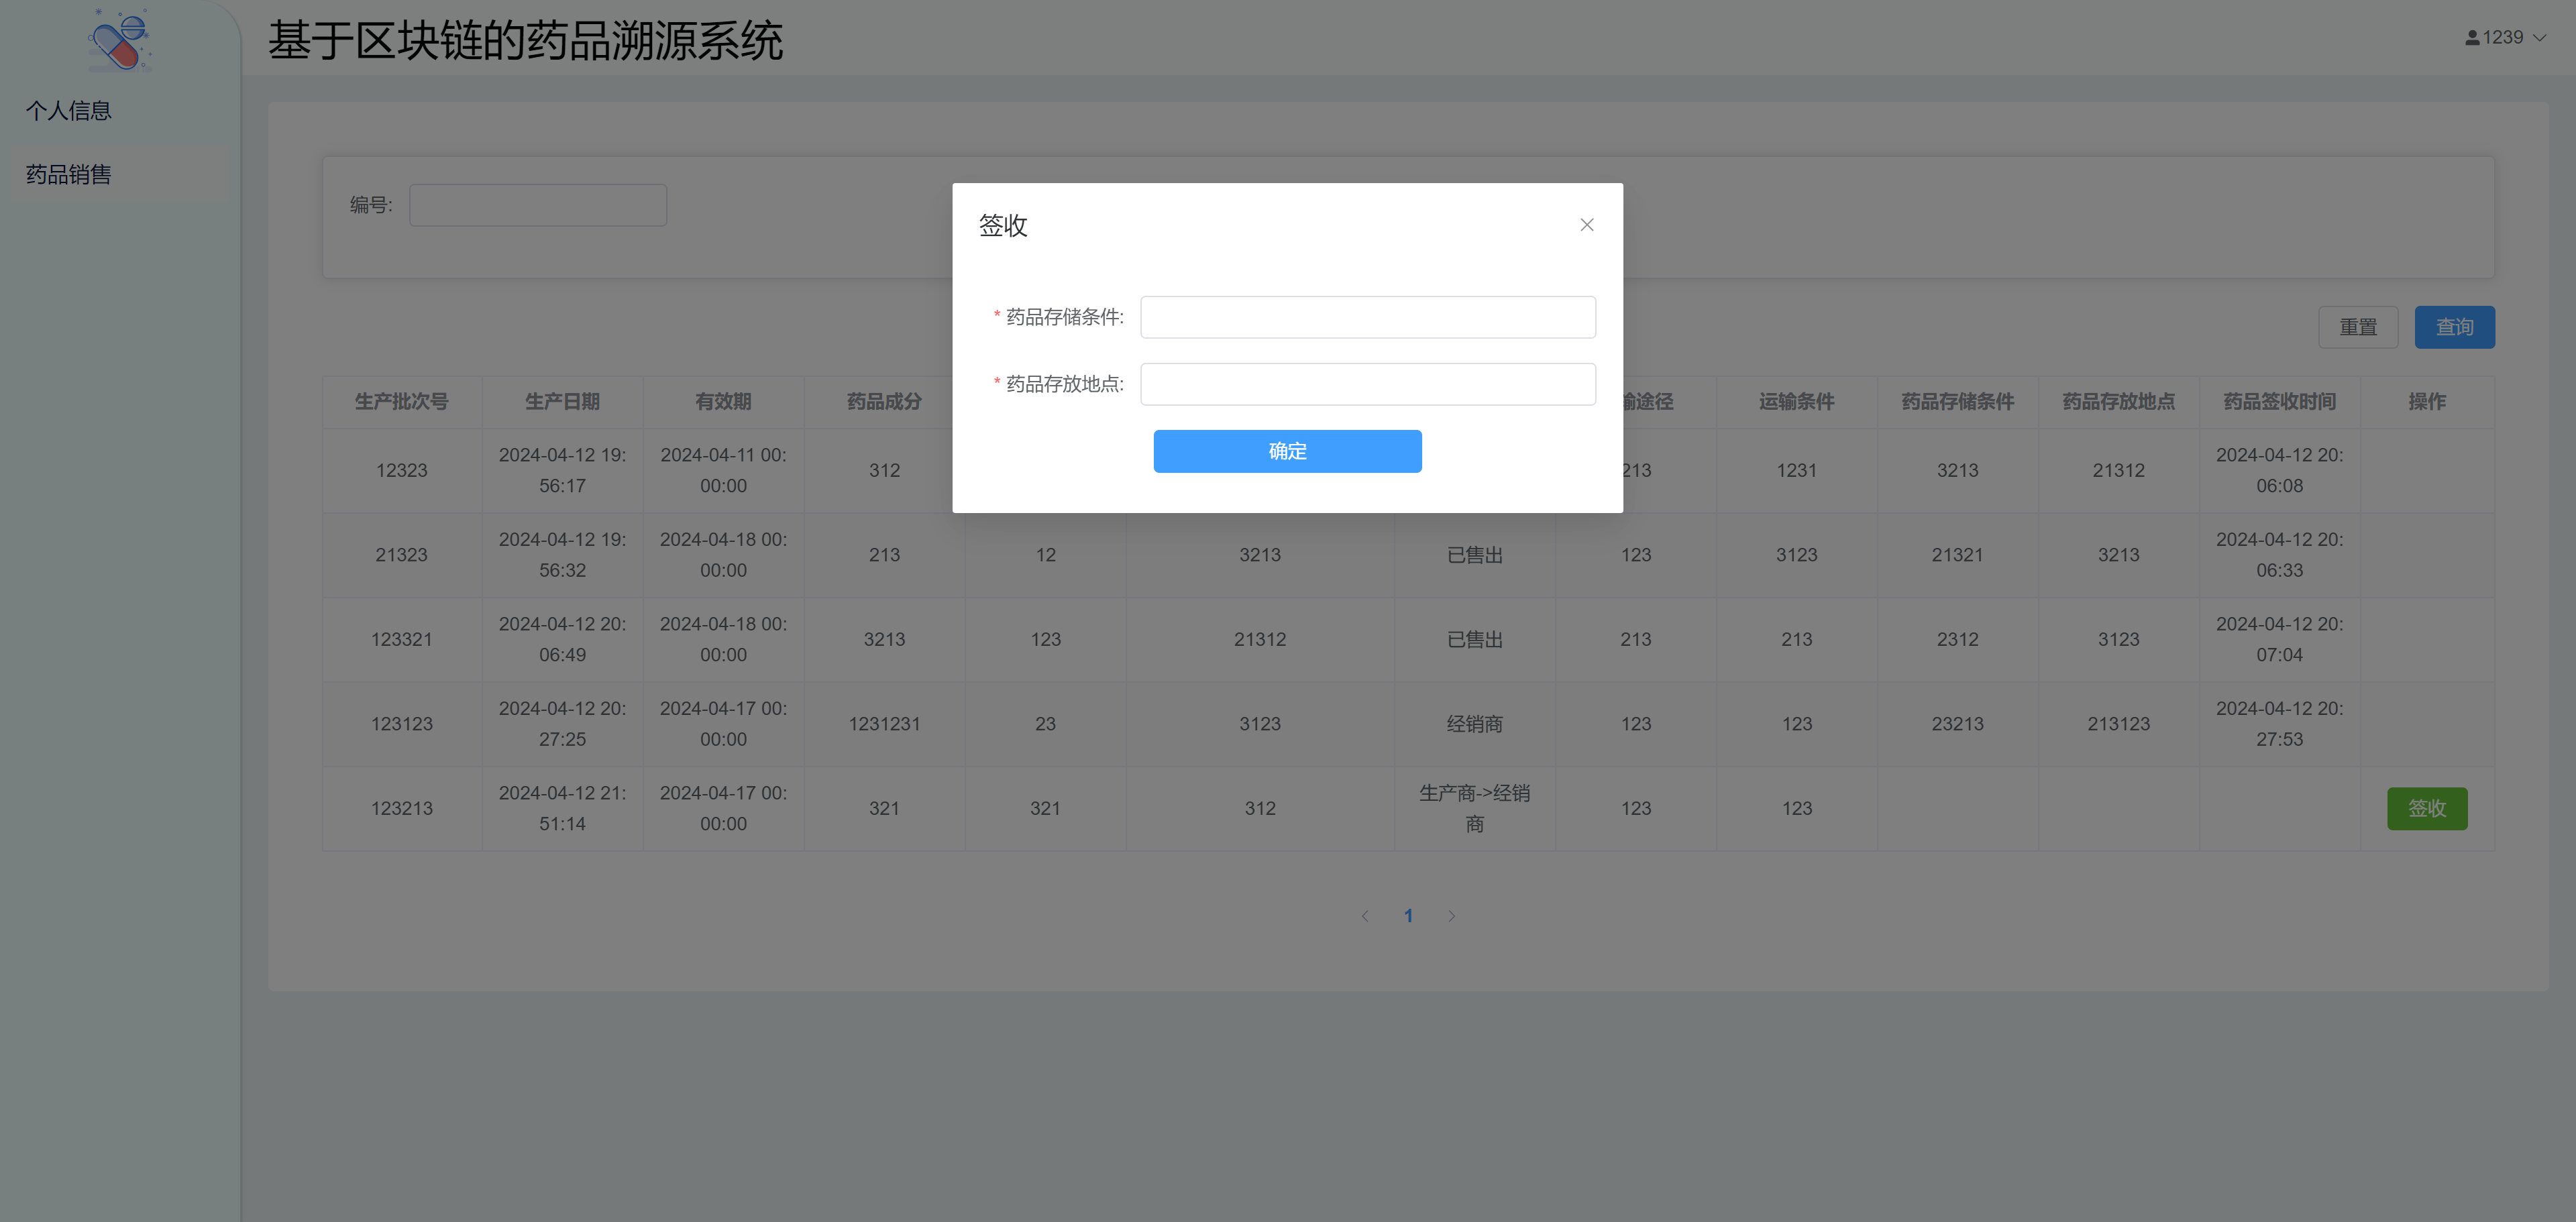 基于区块链的药品溯源系统
1239
个人信息
药品销售
编号:
签收
* 药品存储条件:
* 药品存放地点:
确定
重置
查询
生产批次号 生产日期 有效期 药品成分 输途径 运输条件 药品存储条件 药品存放地点 药品签收时间 操作
12323 2024-04-12 19:56:17 2024-04-11 00:00:00 312 213 1231 3213 21312 2024-04-12 20:06:08
21323 2024-04-12 19:56:32 2024-04-18 00:00:00 213 12 3213 已售出 123 3123 21321 3213 2024-04-12 20:06:33
123321 2024-04-12 20:06:49 2024-04-18 00:00:00 3213 123 21312 已售出 213 213 2312 3123 2024-04-12 20:07:04
123123 2024-04-12 20:27:25 2024-04-17 00:00:00 1231231 23 3123 经销商 123 123 23213 213123 2024-04-12 20:27:53
123213 2024-04-12 21:51:14 2024-04-17 00:00:00 321 321 312 生产商->经销商 123 123 签收
1